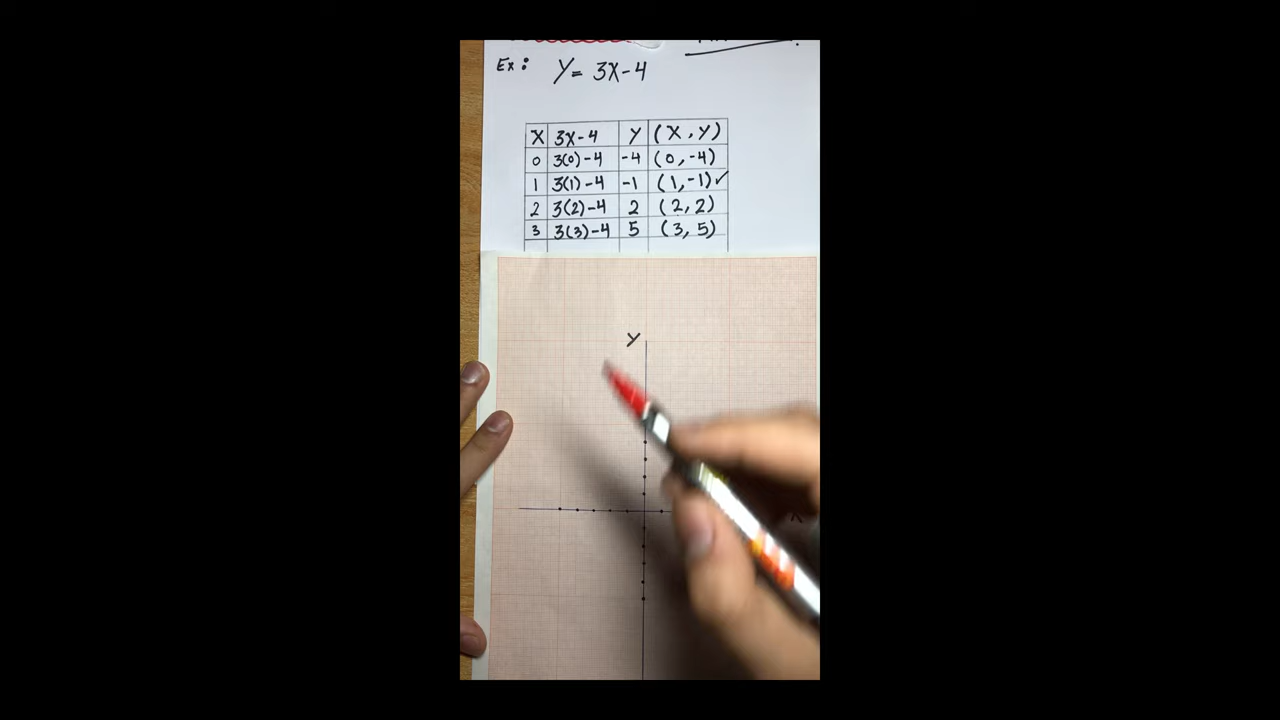 Ex: Y = 3X-4
X 3X-4 Y (X, Y)
0 3(0)-4 -4 (0, -4)
1 3(1)-4 -1 (1, -1) ✓
2 3(2)-4 2 (2, 2)
3 3(3)-4 5 (3, 5)
Y
X